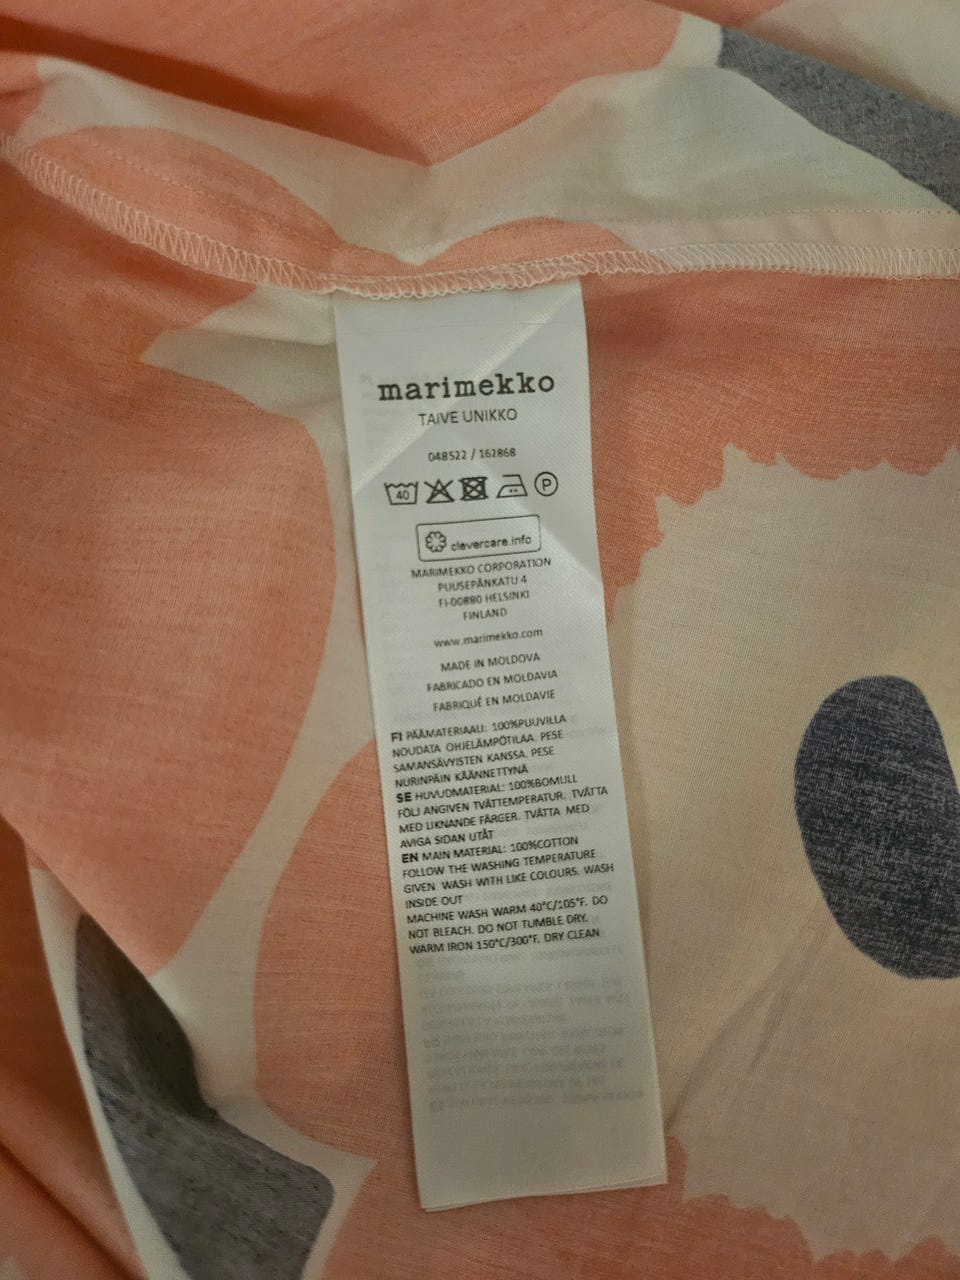 marimekko
TAIVE UNIKKO
048522 / 162868
40 P
clevercare.info
MARIMEKKO CORPORATION
PUUSEPÄNKATU 4
FI-00880 HELSINKI
FINLAND
www.marimekko.com
MADE IN MOLDOVA
FABRICADO EN MOLDAVIA
FABRIQUÉ EN MOLDAVIE
FI PÄÄMATERIAALI: 100%PUUVILLA
NOUDATA OHJELÄMPÖTILAA. PESE
SAMANSÄVYISTEN KANSSA. PESE
NURINPÄIN KÄÄNNETTYNÄ
SE HUVUDMATERIAL: 100%BOMULL
FÖLJ ANGIVEN TVÄTTEMPERATUR. TVÄTTA
MED LIKNANDE FÄRGER. TVÄTTA MED
AVIGA SIDAN UTÅT
EN MAIN MATERIAL: 100%COTTON
FOLLOW THE WASHING TEMPERATURE
GIVEN WASH WITH LIKE COLOURS. WASH
INSIDE OUT
MACHINE WASH WARM 40°C/105°F. DO
NOT BLEACH. DO NOT TUMBLE DRY.
WARM IRON 150°C/300°F. DRY CLEAN